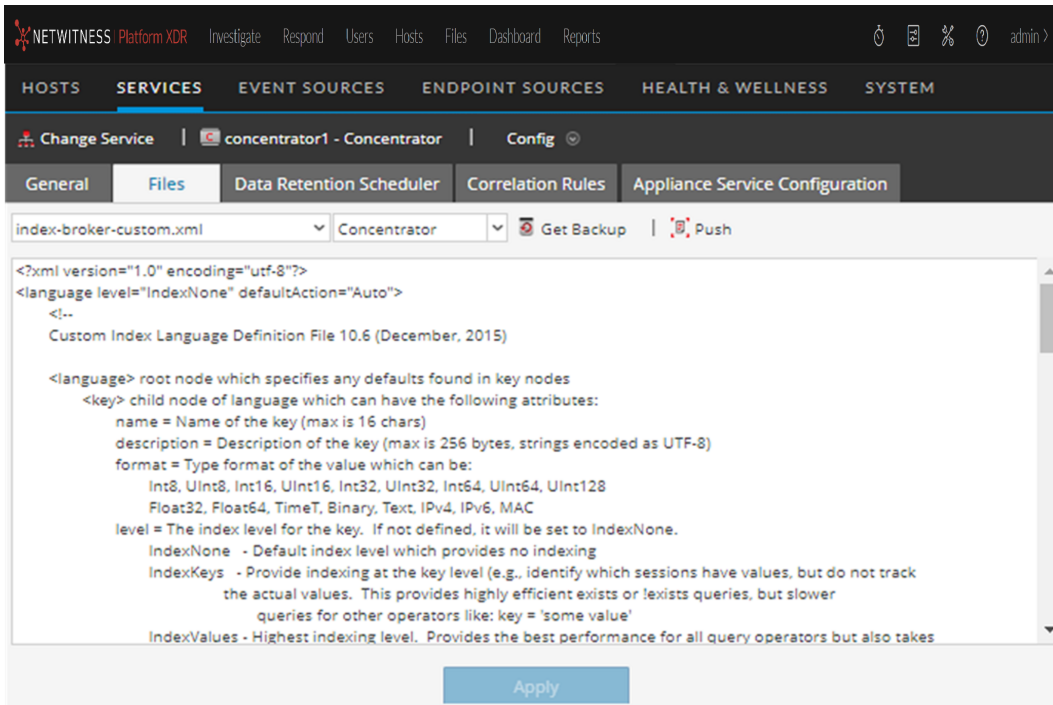 NETWITNESS Platform XDR Investigate Respond Users Hosts Files Dashboard Reports admin >
HOSTS SERVICES EVENT SOURCES ENDPOINT SOURCES HEALTH & WELLNESS SYSTEM
Change Service | concentrator1 - Concentrator | Config
General Files Data Retention Scheduler Correlation Rules Appliance Service Configuration
index-broker-custom.xml Concentrator Get Backup | Push
<?xml version="1.0" encoding="utf-8"?>
<language level="IndexNone" defaultAction="Auto">
<!--
Custom Index Language Definition File 10.6 (December, 2015)
<language> root node which specifies any defaults found in key nodes
<key> child node of language which can have the following attributes:
name = Name of the key (max is 16 chars)
description = Description of the key (max is 256 bytes, strings encoded as UTF-8)
format = Type format of the value which can be:
Int8, UInt8, Int16, UInt16, Int32, UInt32, Int64, UInt64, UInt128
Float32, Float64, TimeT, Binary, Text, IPv4, IPv6, MAC
level = The index level for the key.  If not defined, it will be set to IndexNone.
IndexNone   - Default index level which provides no indexing
IndexKeys   - Provide indexing at the key level (e.g., identify which sessions have values, but do not track
the actual values.  This provides highly efficient exists or !exists queries, but slower
queries for other operators like: key = 'some value'
IndexValues - Highest indexing level.  Provides the best performance for all query operators but also takes
Apply